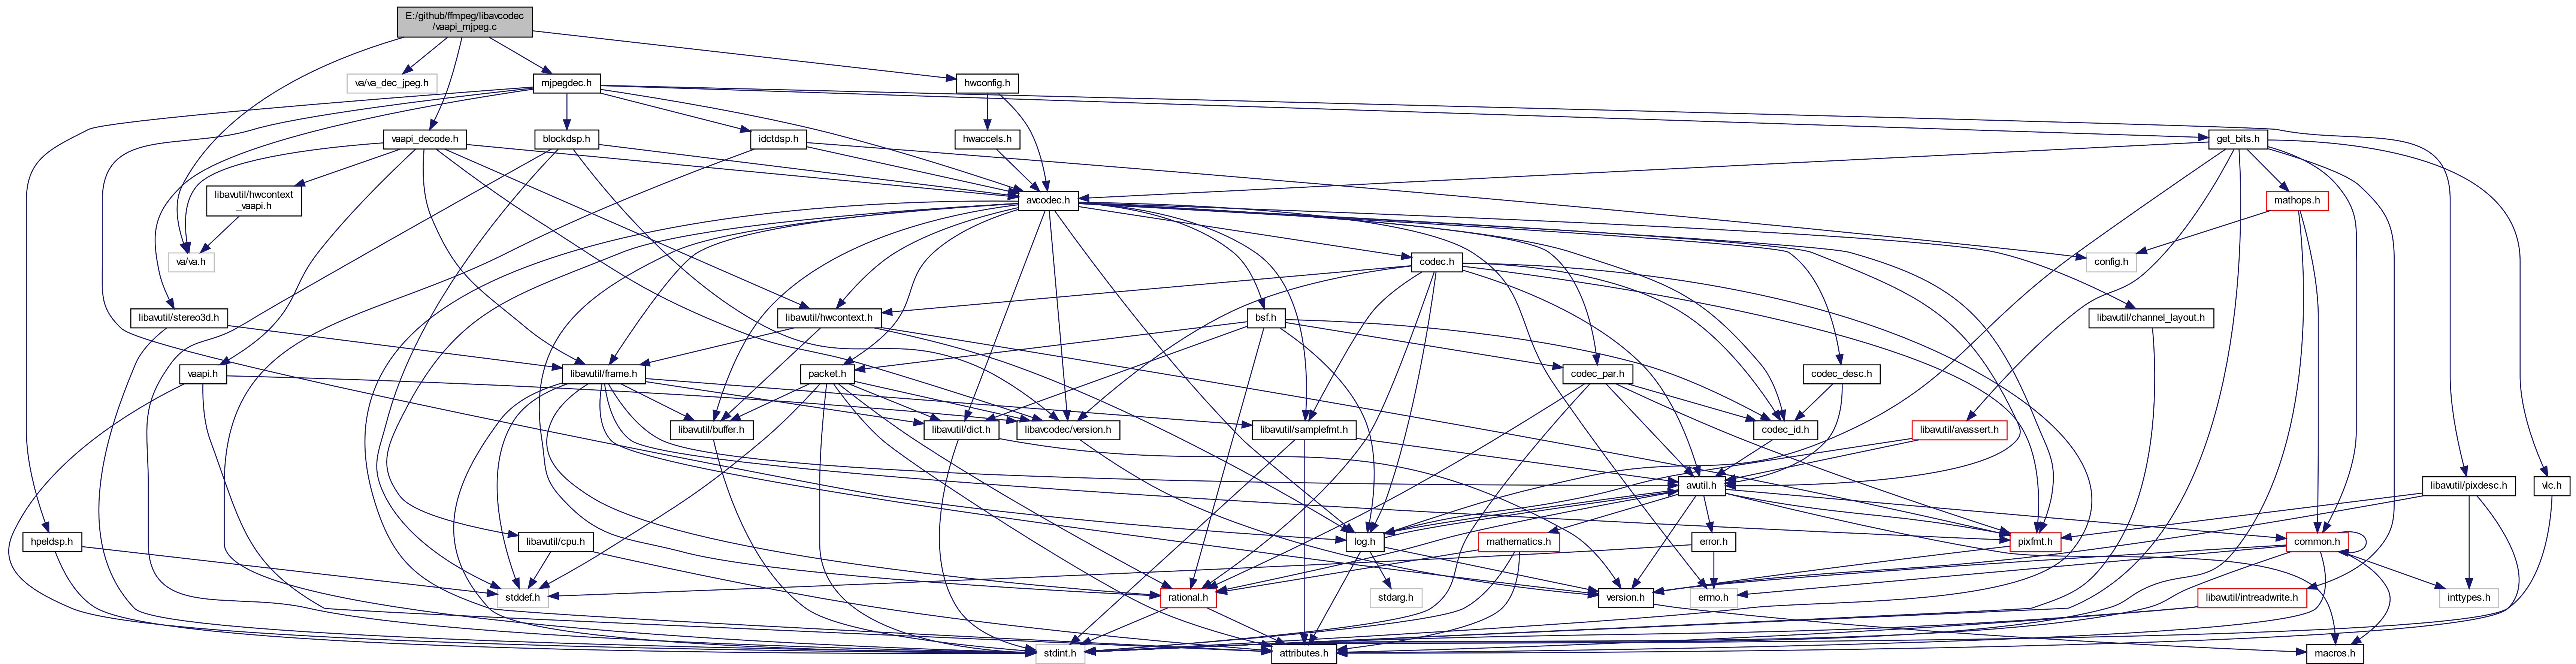 E:/github/ffmpeg/libavcodec
/vaapi_mjpeg.c
va/va_dec_jpeg.h
mjpegdec.h
hwconfig.h
vaapi_decode.h
blockdsp.h
idctdsp.h
hwaccels.h
get_bits.h
libavutil/hwcontext
_vaapi.h
avcodec.h
mathops.h
va/va.h
codec.h
config.h
libavutil/stereo3d.h
libavutil/hwcontext.h
bsf.h
libavutil/channel_layout.h
vaapi.h
libavutil/frame.h
packet.h
codec_par.h
codec_desc.h
libavutil/buffer.h
libavutil/dict.h
libavcodec/version.h
libavutil/samplefmt.h
codec_id.h
libavutil/avassert.h
avutil.h
libavutil/pixdesc.h
vlc.h
hpeldsp.h
libavutil/cpu.h
log.h
mathematics.h
error.h
pixfmt.h
common.h
stddef.h
rational.h
stdarg.h
version.h
errno.h
libavutil/intreadwrite.h
inttypes.h
stdint.h
attributes.h
macros.h